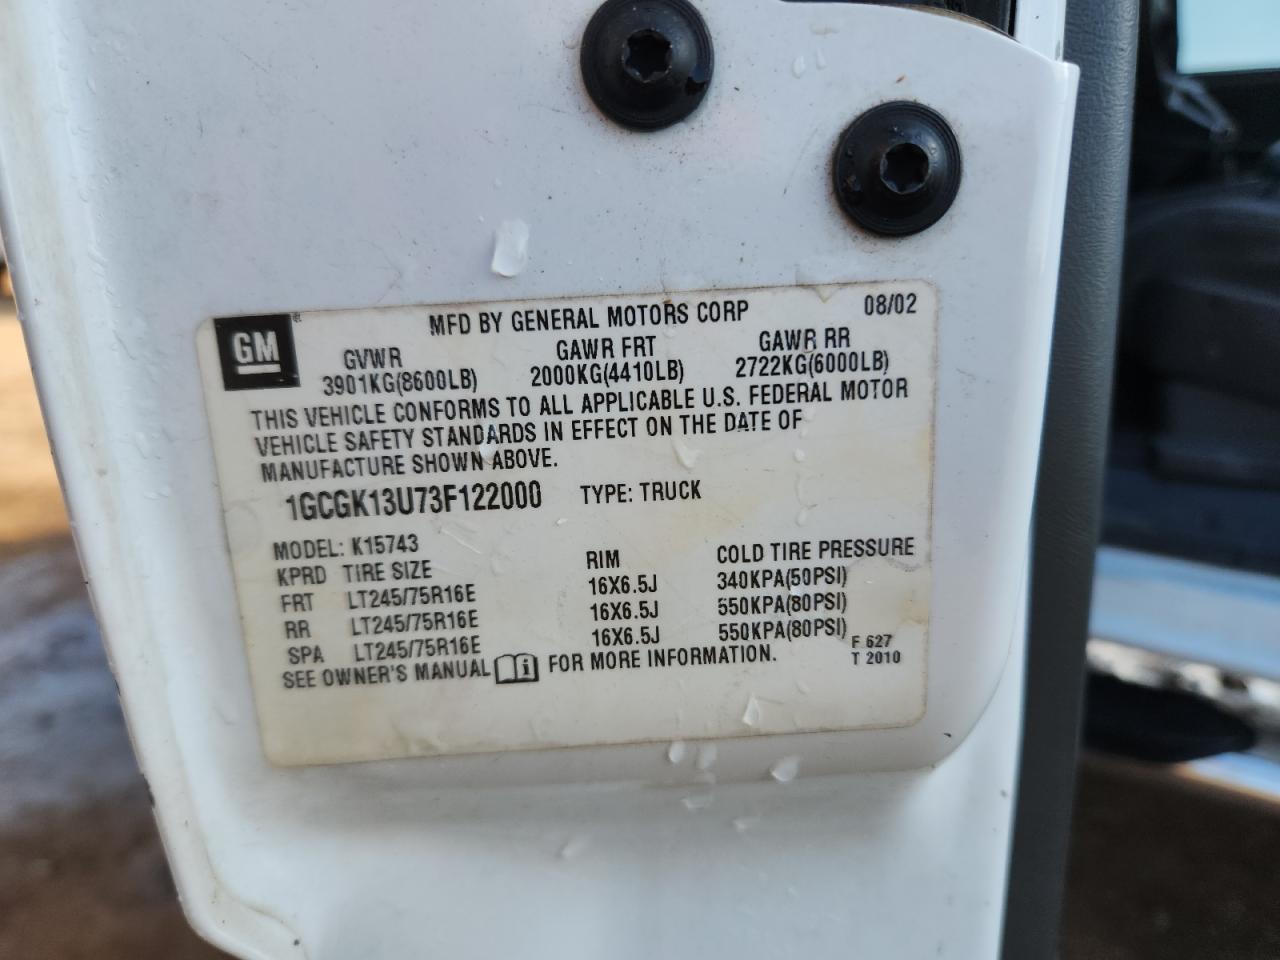 GM
MFD BY GENERAL MOTORS CORP 08/02
GVWR GAWR FRT GAWR RR
3901KG(8600LB) 2000KG(4410LB) 2722KG(6000LB)
THIS VEHICLE CONFORMS TO ALL APPLICABLE U.S. FEDERAL MOTOR
VEHICLE SAFETY STANDARDS IN EFFECT ON THE DATE OF
MANUFACTURE SHOWN ABOVE.
1GCGK13U73F122000 TYPE: TRUCK
MODEL: K15743
KPRD TIRE SIZE RIM COLD TIRE PRESSURE
FRT LT245/75R16E 16X6.5J 340KPA(50PSI)
RR LT245/75R16E 16X6.5J 550KPA(80PSI)
SPA LT245/75R16E 16X6.5J 550KPA(80PSI)
SEE OWNER'S MANUAL i FOR MORE INFORMATION.
F 627
T 2010